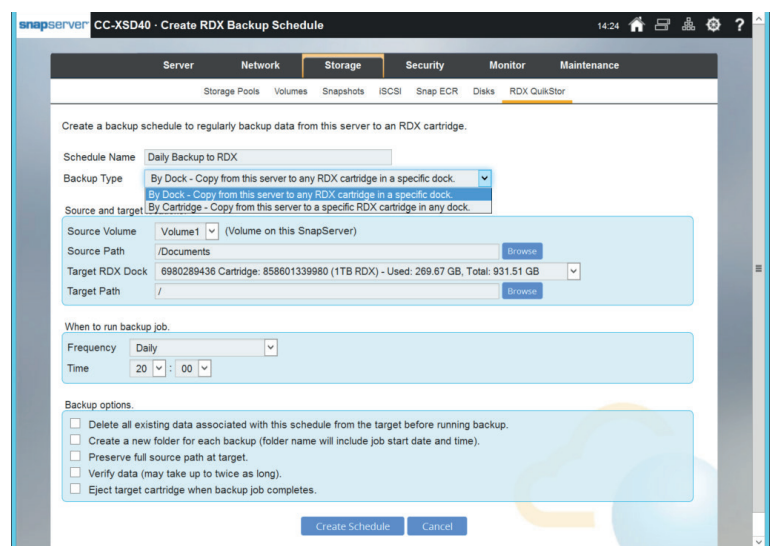 snapserver CC-XSD40 · Create RDX Backup Schedule 14:24 ?
Server Network Storage Security Monitor Maintenance
Storage Pools Volumes Snapshots iSCSI Snap ECR Disks RDX QuikStor
Create a backup schedule to regularly backup data from this server to an RDX cartridge.
Schedule Name Daily Backup to RDX
Backup Type By Dock - Copy from this server to any RDX cartridge in a specific dock.
By Dock - Copy from this server to any RDX cartridge in a specific dock.
By Cartridge - Copy from this server to a specific RDX cartridge in any dock.
Source and target
Source Volume Volume1 (Volume on this SnapServer)
Source Path /Documents Browse
Target RDX Dock 6980289436 Cartridge: 858601339980 (1TB RDX) - Used: 269.67 GB, Total: 931.51 GB
Target Path / Browse
When to run backup job.
Frequency Daily
Time 20 : 00
Backup options.
Delete all existing data associated with this schedule from the target before running backup.
Create a new folder for each backup (folder name will include job start date and time).
Preserve full source path at target.
Verify data (may take up to twice as long).
Eject target cartridge when backup job completes.
Create Schedule Cancel